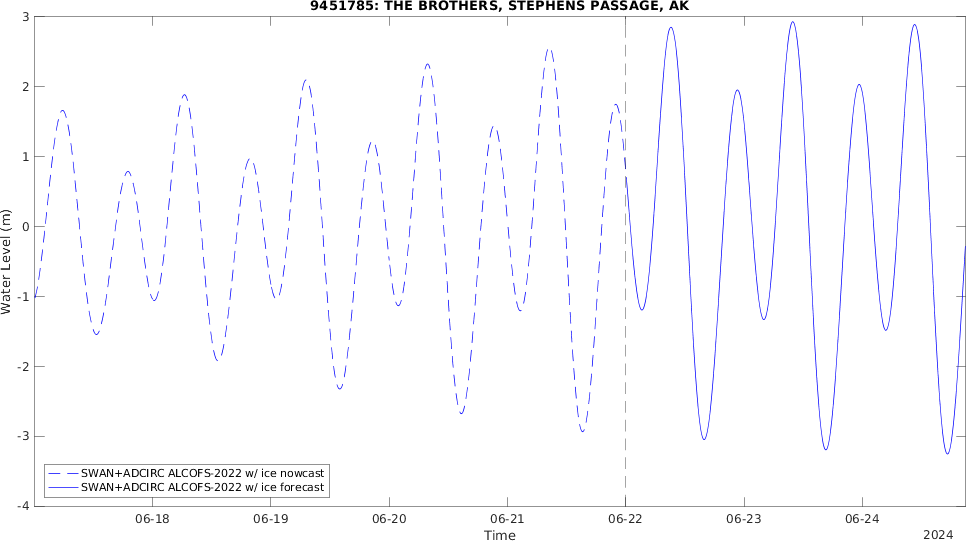 9451785: THE BROTHERS, STEPHENS PASSAGE, AK
3
2
1
0
-1
-2
-3
-4
Water Level (m)
SWAN+ADCIRC ALCOFS-2022 w/ ice nowcast
SWAN+ADCIRC ALCOFS-2022 w/ ice forecast
06-18 06-19 06-20 06-21 06-22 06-23 06-24
Time
2024